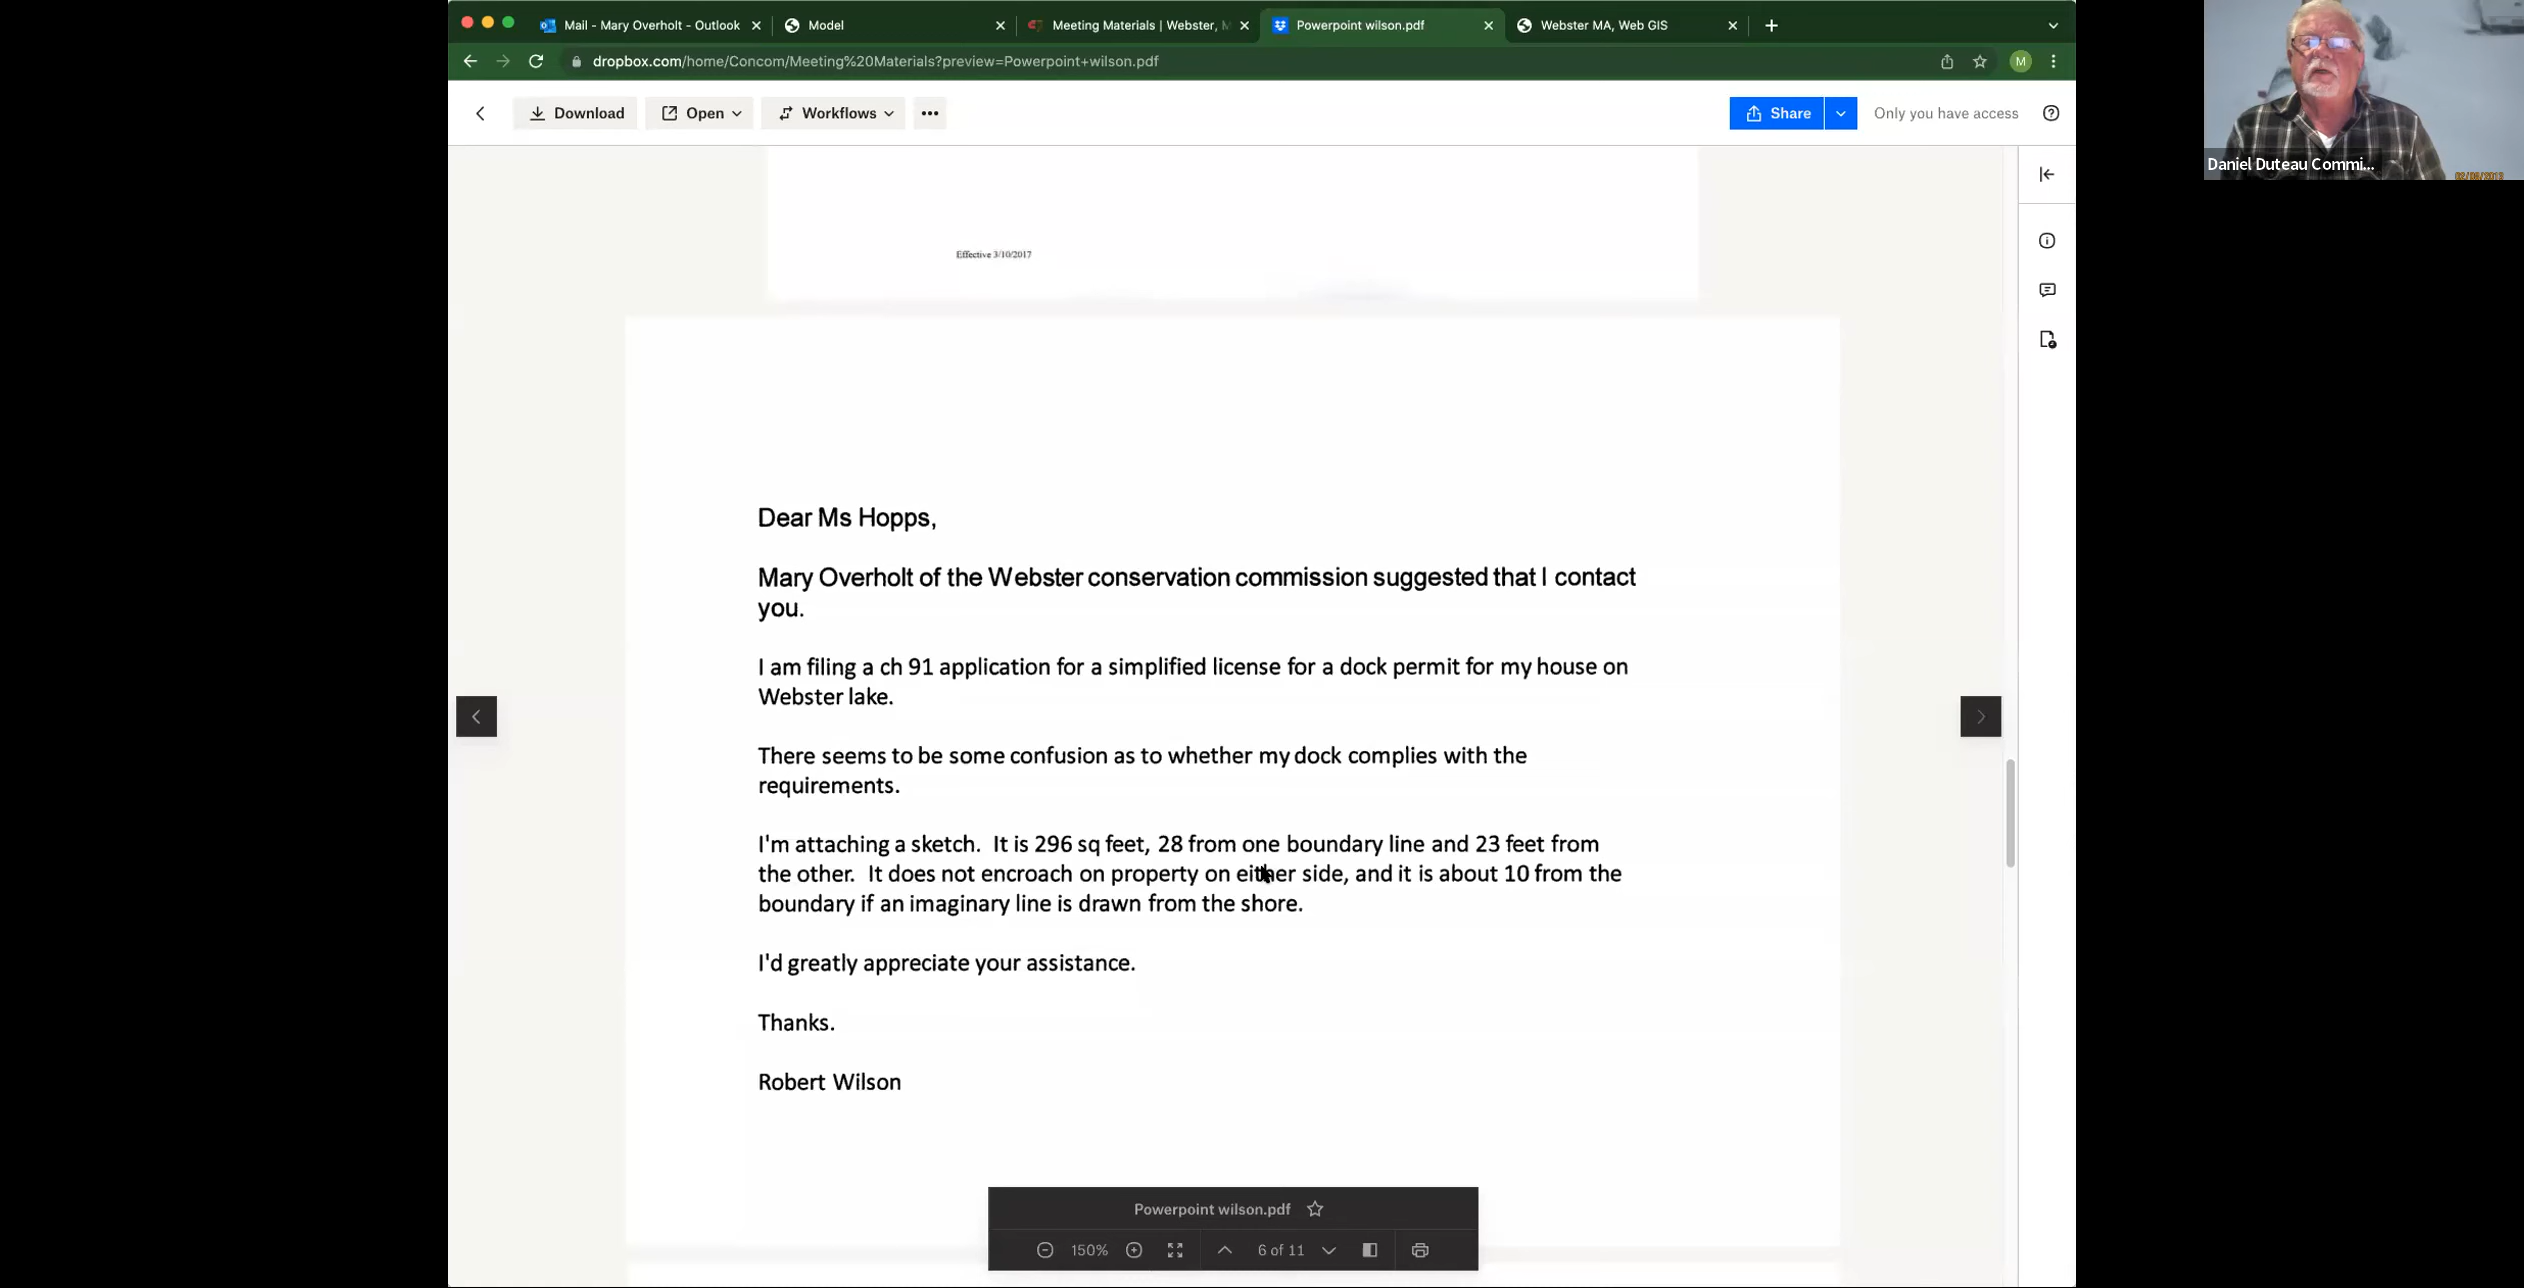 Mail - Mary Overholt - Outlook
Model
Meeting Materials | Webster, M
Powerpoint wilson.pdf
Webster MA, Web GIS
dropbox.com/home/Concom/Meeting%20Materials?preview=Powerpoint+wilson.pdf
M
Download
Open
Workflows
Share
Only you have access
Daniel Duteau Commi...
Effective 3/10/2017
Dear Ms Hopps,
Mary Overholt of the Webster conservation commission suggested that I contact
you.
I am filing a ch 91 application for a simplified license for a dock permit for my house on
Webster lake.
There seems to be some confusion as to whether my dock complies with the
requirements.
I'm attaching a sketch. It is 296 sq feet, 28 from one boundary line and 23 feet from
the other. It does not encroach on property on either side, and it is about 10 from the
boundary if an imaginary line is drawn from the shore.
I'd greatly appreciate your assistance.
Thanks.
Robert Wilson
Powerpoint wilson.pdf
150%
6 of 11